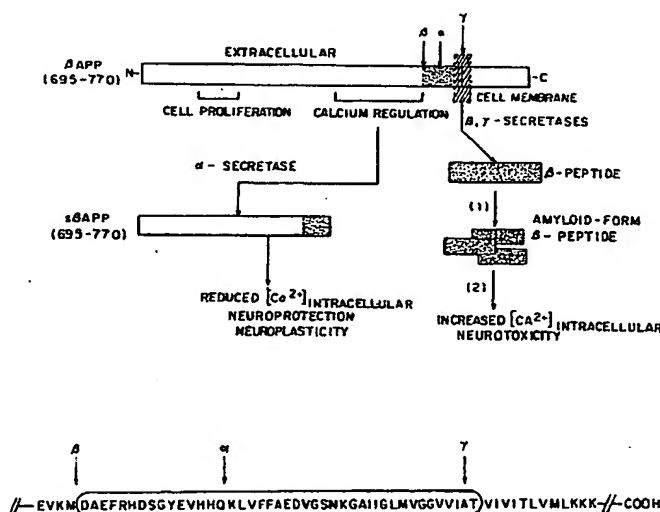 γ
β α
EXTRACELLULAR
βAPP N- -C
(695-770)
CELL MEMBRANE
CELL PROLIFERATION CALCIUM REGULATION
β, γ - SECRETASES
α - SECRETASE
β-PEPTIDE
(1)
sβAPP
(695-770)
AMYLOID-FORM
β - PEPTIDE
(2)
REDUCED [Ca2+]INTRACELLULAR
NEUROPROTECTION
NEUROPLASTICITY
INCREASED [CA2+]INTRACELLULAR
NEUROTOXICITY
β α γ
-//- EVKM DAEFRHDSGYEVHHQKLVFFAEDVGSNKGAIIGLMVGGVVIAT VIVITLVMLKKK -//- COOH